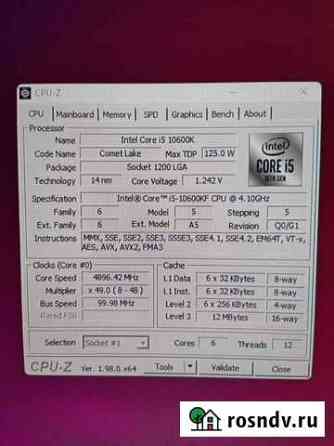 CPU-Z
CPU Mainboard Memory SPD Graphics Bench About
Processor
Name Intel Core i5 10600K
Code Name Comet Lake Max TDP 125.0 W
Package Socket 1200 LGA
Technology 14 nm Core Voltage 1.242 V
intel
CORE i5
10TH GEN
Specification Intel® Core™ i5-10600KF CPU @ 4.10GHz
Family 6 Model 5 Stepping 5
Ext. Family 6 Ext. Model A5 Revision Q0/G1
Instructions MMX, SSE, SSE2, SSE3, SSSE3, SSE4.1, SSE4.2, EM64T, VT-x,
AES, AVX, AVX2, FMA3
Clocks (Core #0) Cache
Core Speed 4896.42 MHz L1 Data 6 x 32 KBytes 8-way
Multiplier x 49.0 ( 8 - 48 ) L1 Inst. 6 x 32 KBytes 8-way
Bus Speed 99.98 MHz Level 2 6 x 256 KBytes 4-way
Rated FSB Level 3 12 MBytes 16-way
Selection Socket #1 Cores 6 Threads 12
CPU-Z Ver. 1.98.0.x64 Tools Validate Close
rosndv.ru